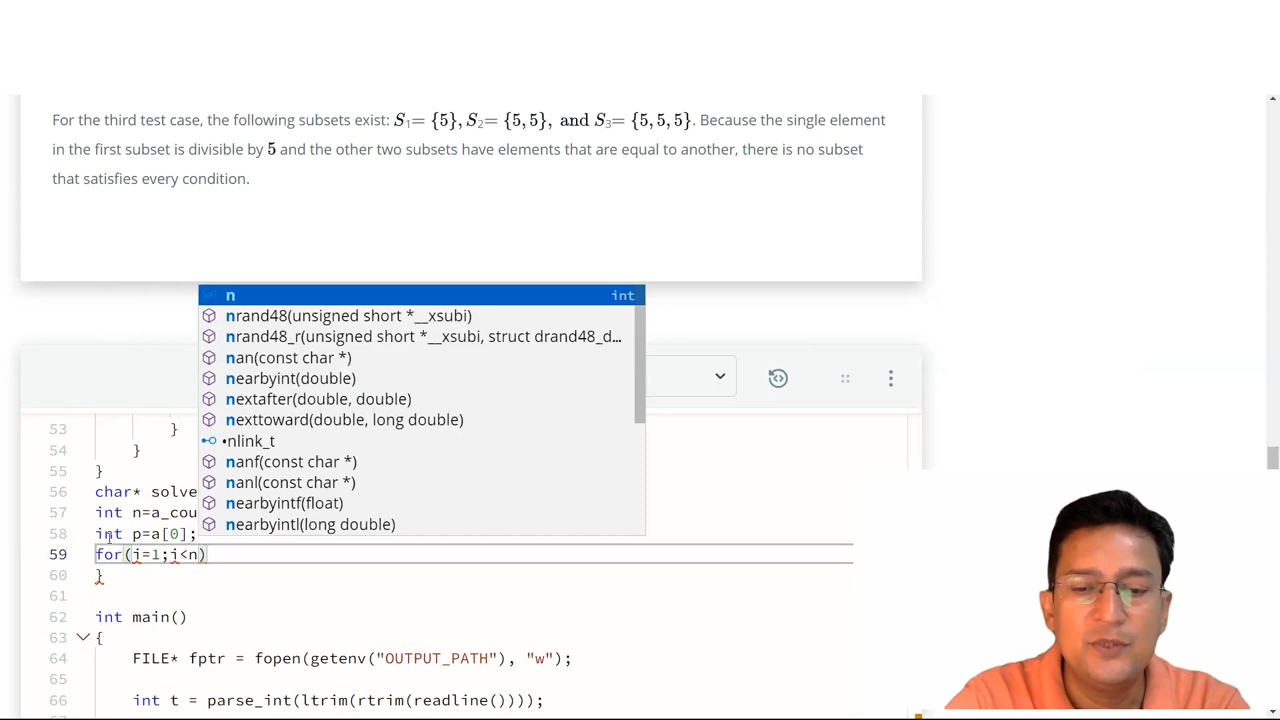 For the third test case, the following subsets exist: S1= {5}, S2= {5, 5}, and S3= {5, 5, 5}. Because the single element
in the first subset is divisible by 5 and the other two subsets have elements that are equal to another, there is no subset
that satisfies every condition.
n int
nrand48(unsigned short *__xsubi)
nrand48_r(unsigned short *__xsubi, struct drand48_d…
nan(const char *)
nearbyint(double)
nextafter(double, double)
nexttoward(double, long double)
•nlink_t
nanf(const char *)
nanl(const char *)
nearbyintf(float)
nearbyintl(long double)
53 }
54 }
55 }
56 char* solve
57 int n=a_cou
58 int p=a[0];
59 for(i=1;i<n)
60 }
61
62 int main()
63 {
64 FILE* fptr = fopen(getenv("OUTPUT_PATH"), "w");
65
66 int t = parse_int(ltrim(rtrim(readline())));